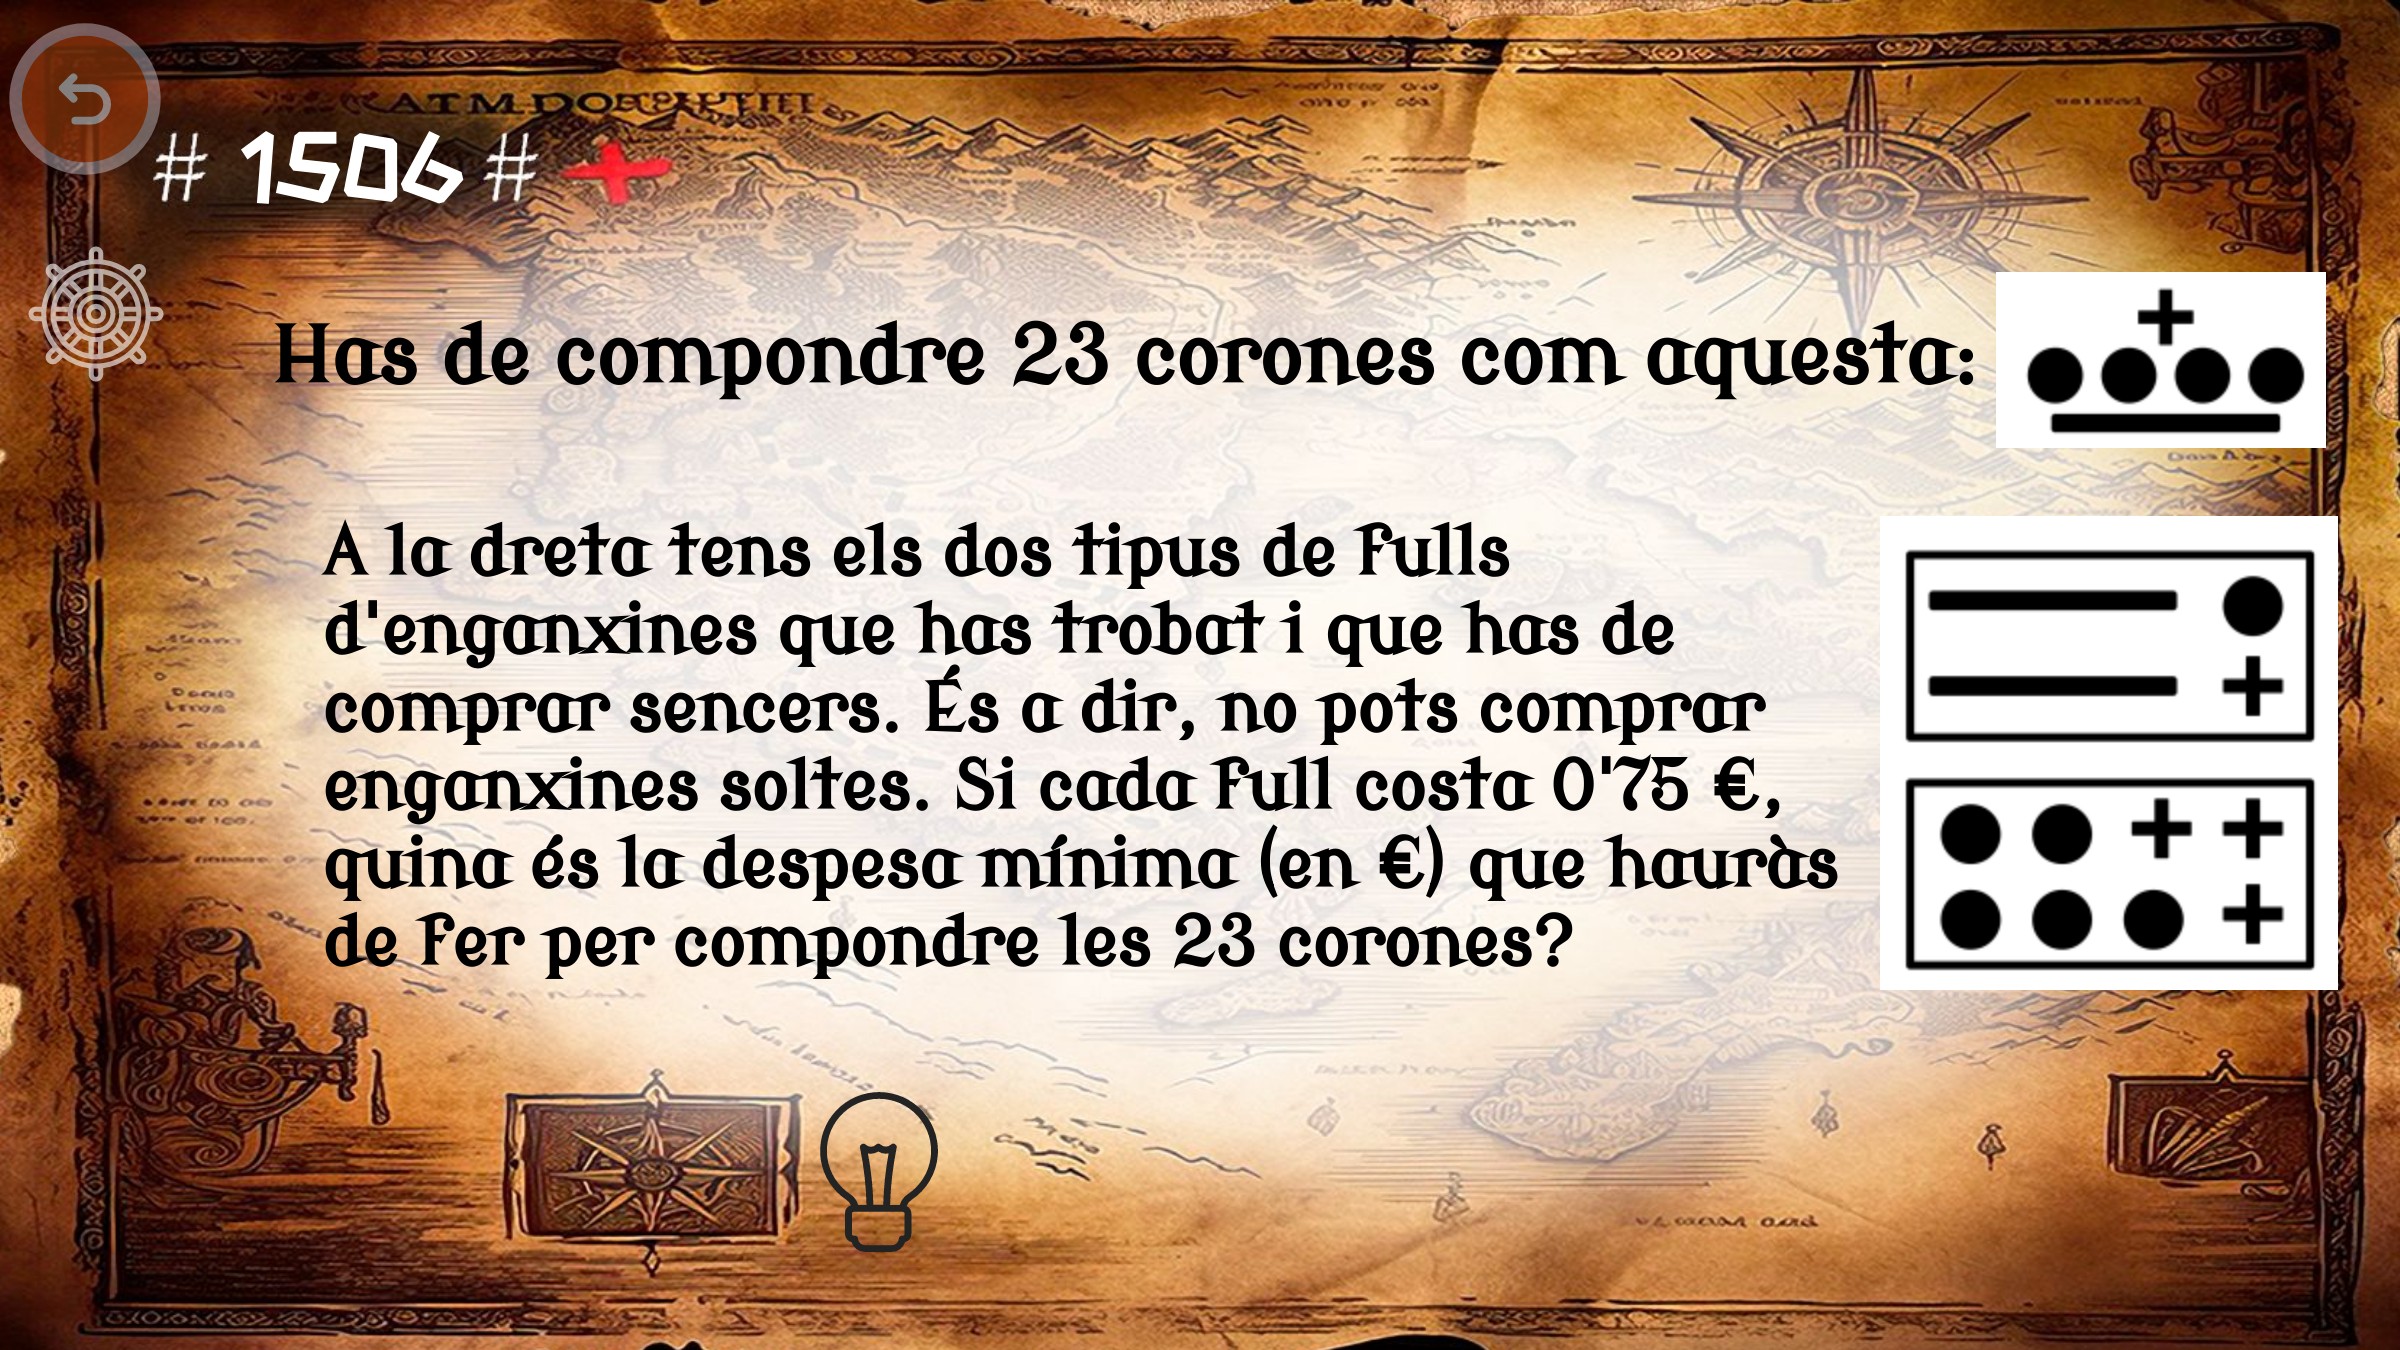 # 1506 #
Has de compondre 23 corones com aquesta:
A la dreta tens els dos tipus de fulls
d'enganxines que has trobat i que has de
comprar sencers. És a dir, no pots comprar
enganxines soltes. Si cada full costa 0'75 €,
quina és la despesa mínima (en €) que hauràs
de fer per compondre les 23 corones?